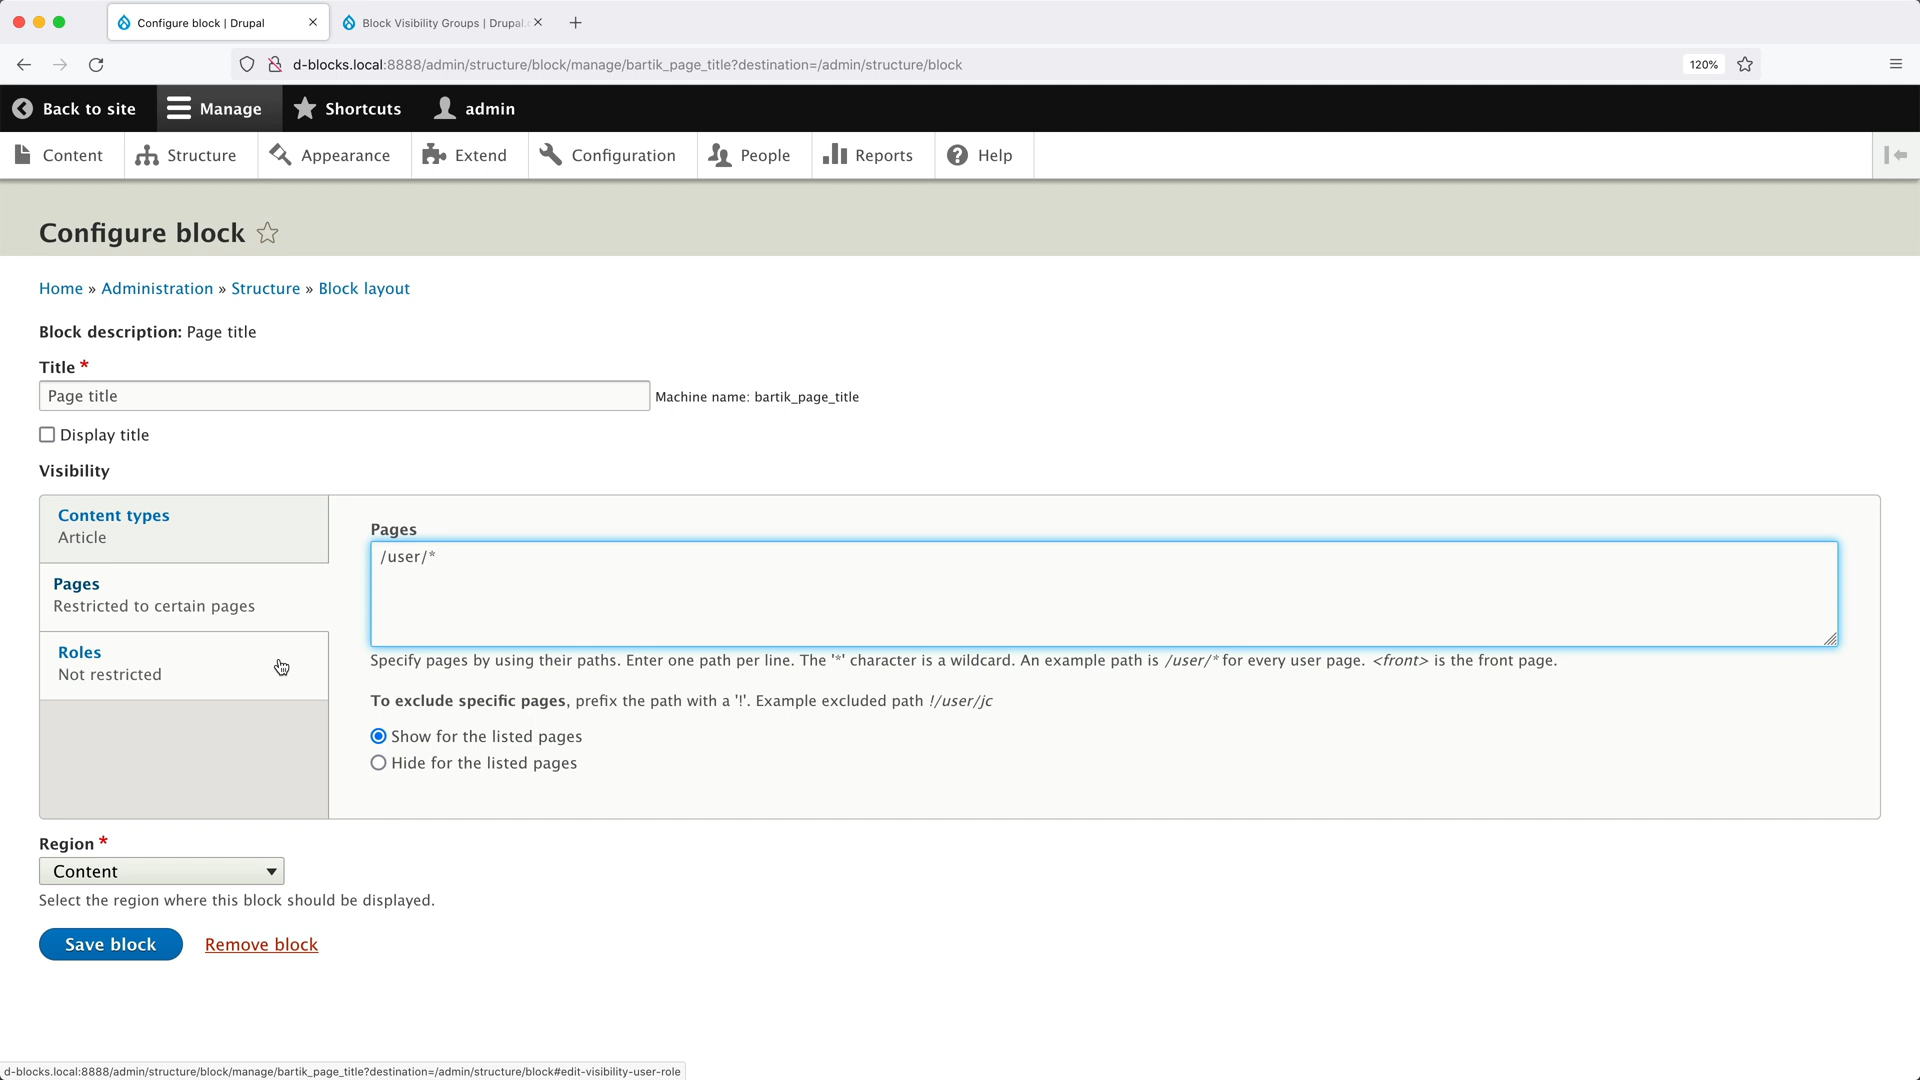 Configure block | Drupal
Block Visibility Groups | Drupal.
d-blocks.local:8888/admin/structure/block/manage/bartik_page_title?destination=/admin/structure/block
120%
Back to site
Manage
Shortcuts
admin
Content
Structure
Appearance
Extend
Configuration
People
Reports
Help
Configure block
Home » Administration » Structure » Block layout
Block description: Page title
Title *
Page title
Machine name: bartik_page_title
Display title
Visibility
Content types
Article
Pages
Restricted to certain pages
Roles
Not restricted
Pages
/user/*
Specify pages by using their paths. Enter one path per line. The '*' character is a wildcard. An example path is /user/* for every user page. <front> is the front page.
To exclude specific pages, prefix the path with a '!'. Example excluded path !/user/jc
Show for the listed pages
Hide for the listed pages
Region *
Content
Select the region where this block should be displayed.
Save block
Remove block
d-blocks.local:8888/admin/structure/block/manage/bartik_page_title?destination=/admin/structure/block#edit-visibility-user-role